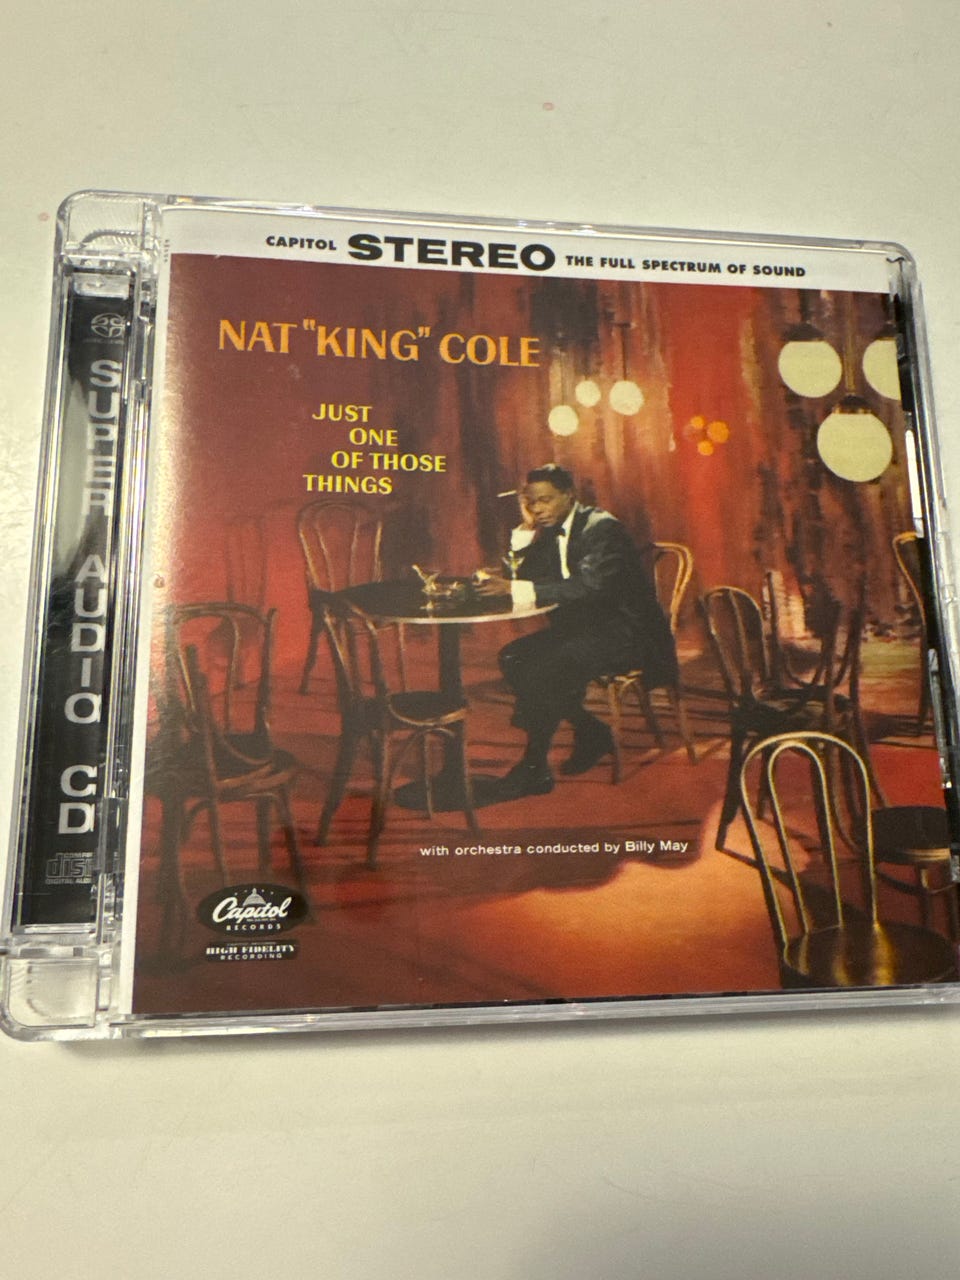 CAPITOL STEREO THE FULL SPECTRUM OF SOUND
NAT "KING" COLE
JUST
ONE
OF THOSE
THINGS
with orchestra conducted by Billy May
Capitol
RECORDS
HIGH FIDELITY
RECORDING
SUPER AUDIO CD